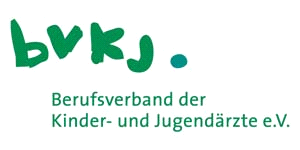 bvkj.
Berufsverband der
Kinder- und Jugendärzte e.V.